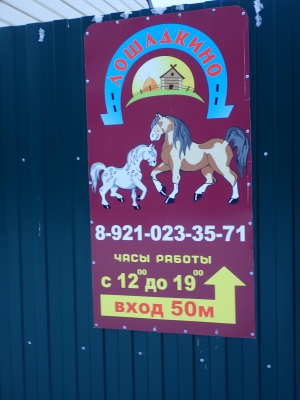 ЛОШАДКИНО
8-921-023-35-71
ЧАСЫ РАБОТЫ
с 12⁰⁰ до 19⁰⁰
вход 50м